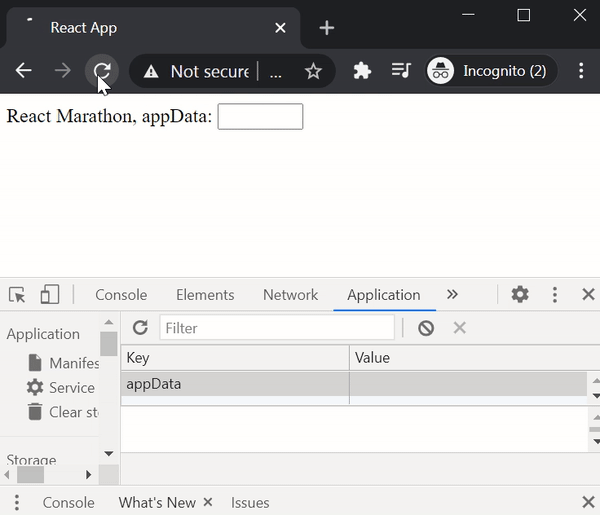 React App
Not secure ... Incognito (2)
React Marathon, appData:
Console Elements Network Application
Application
Filter
Key Value
Manifes
appData
Service
Clear st
Storage
Console What's New Issues